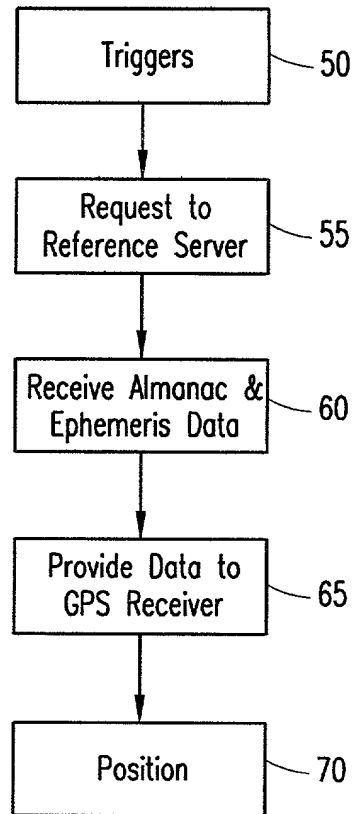 Triggers
50
Request to
Reference Server
55
Receive Almanac &
Ephemeris Data
60
Provide Data to
GPS Receiver
65
Position
70